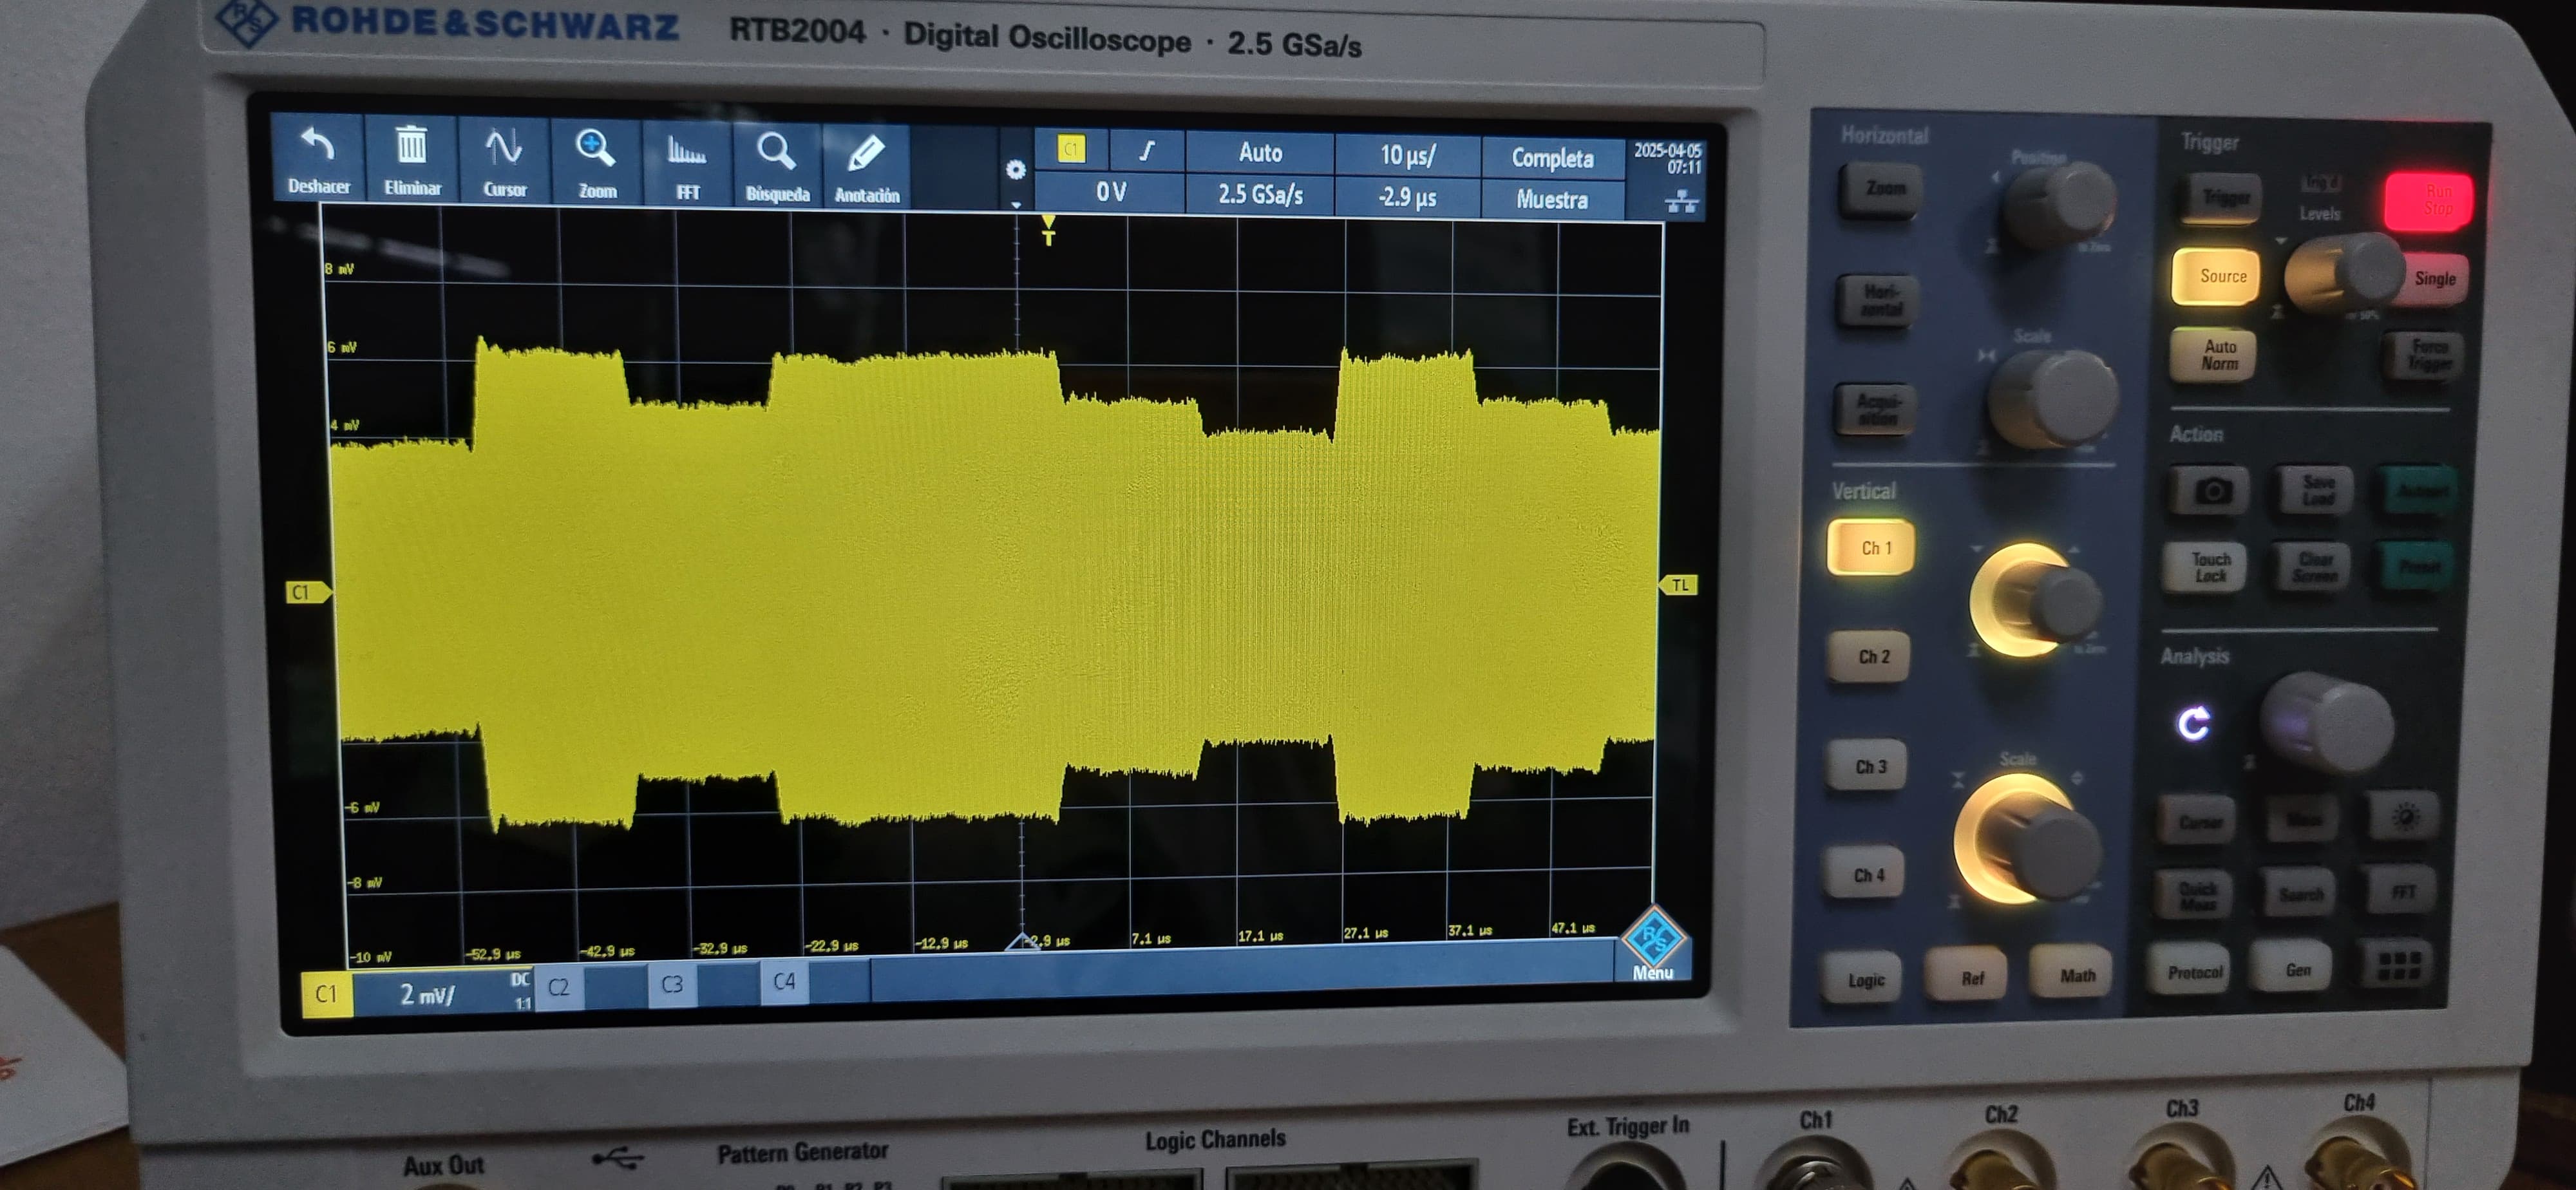 ROHDE&SCHWARZ RTB2004 · Digital Oscilloscope · 2.5 GSa/s
Deshacer Eliminar Cursor Zoom FFT Búsqueda Anotación
C1 Auto 10 µs/ Completa 2025-04-05
07:11
0 V 2.5 GSa/s -2.9 µs Muestra
T
8 mV
6 mV
4 mV
C1 TL
-6 mV
-8 mV
-10 mV
-52.9 µs -42.9 µs -32.9 µs -22.9 µs -12.9 µs -2.9 µs 7.1 µs 17.1 µs 27.1 µs 37.1 µs 47.1 µs
C1 2 mV/ DC
1:1
C2 C3 C4
R&S
Menu
Horizontal
Position
Zoom
Hori-
zontal
Scale
Acqui-
sition
Vertical
Ch 1
Ch 2
Ch 3
Scale
Ch 4
Logic Ref Math
Trigger
Trigger
Trig'd
Levels
Run
Stop
Source
Single
Auto
Norm
Force
Trigger
Action
Save
Load
Touch
Lock
Clear
Screen
Preset
Analysis
Cursor Meas
Quick
Meas
Search FFT
Protocol Gen
Aux Out
Pattern Generator
P0 P1 P2 P3
Logic Channels
Ext. Trigger In
Ch1 Ch2 Ch3 Ch4